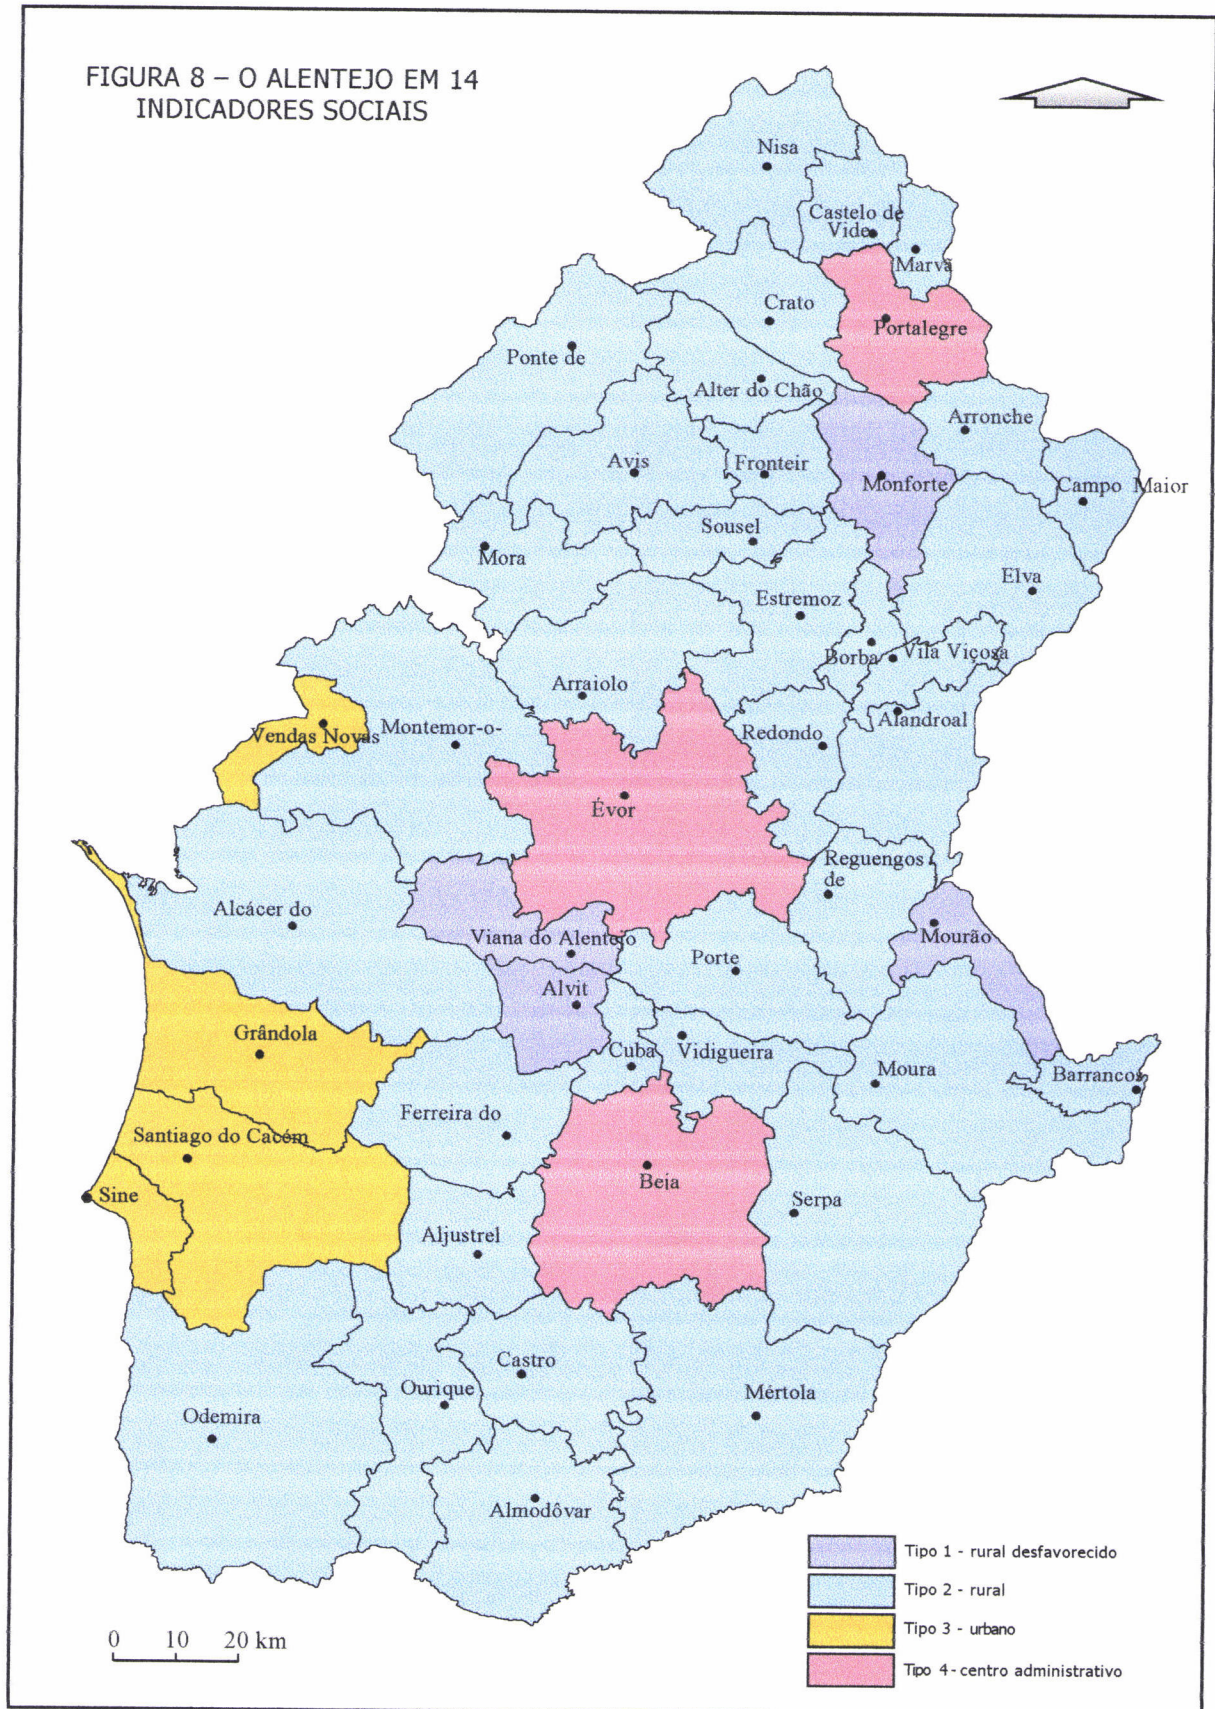 FIGURA 8 – O ALENTEJO EM 14
INDICADORES SOCIAIS
Nisa
Castelo de
Vide
Marvã
Crato
Portalegre
Ponte de
Alter do Chão
Arronche
Avis
Fronteir
Monforte
Campo Maior
Sousel
Mora
Elva
Estremoz
Borba
Vila Viçosa
Arraiolo
Alandroal
Vendas Novas
Montemor-o-
Redondo
Évor
Reguengos
de
Alcácer do
Viana do Alentejo
Mourão
Porte
Alvit
Grândola
Cuba
Vidigueira
Moura
Barrancos
Ferreira do
Santiago do Cacém
Beja
Sine
Serpa
Aljustrel
Castro
Ourique
Mértola
Odemira
Almodôvar
Tipo 1 - rural desfavorecido
Tipo 2 - rural
Tipo 3 - urbano
Tipo 4 - centro administrativo
0 10 20 km